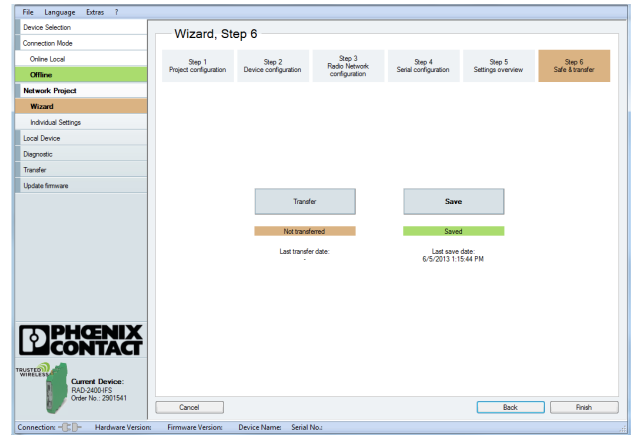 File Language Extras ?
Device Selection
Connection Mode
Online Local
Offline
Network Project
Wizard
Individual Settings
Local Device
Diagnostic
Transfer
Update firmware
PHŒNIX
CONTACT
TRUSTED
WIRELESS
Current Device:
RAD-2400-IFS
Order No.: 2901541
Wizard, Step 6
Step 1
Project configuration
Step 2
Device configuration
Step 3
Radio Network
configuration
Step 4
Serial configuration
Step 5
Settings overview
Step 6
Safe & transfer
Transfer
Save
Not transferred
Saved
Last transfer date:
-
Last save date:
6/5/2013 1:15:44 PM
Cancel
Back
Finish
Connection: Hardware Version: Firmware Version: Device Name: Serial No.: